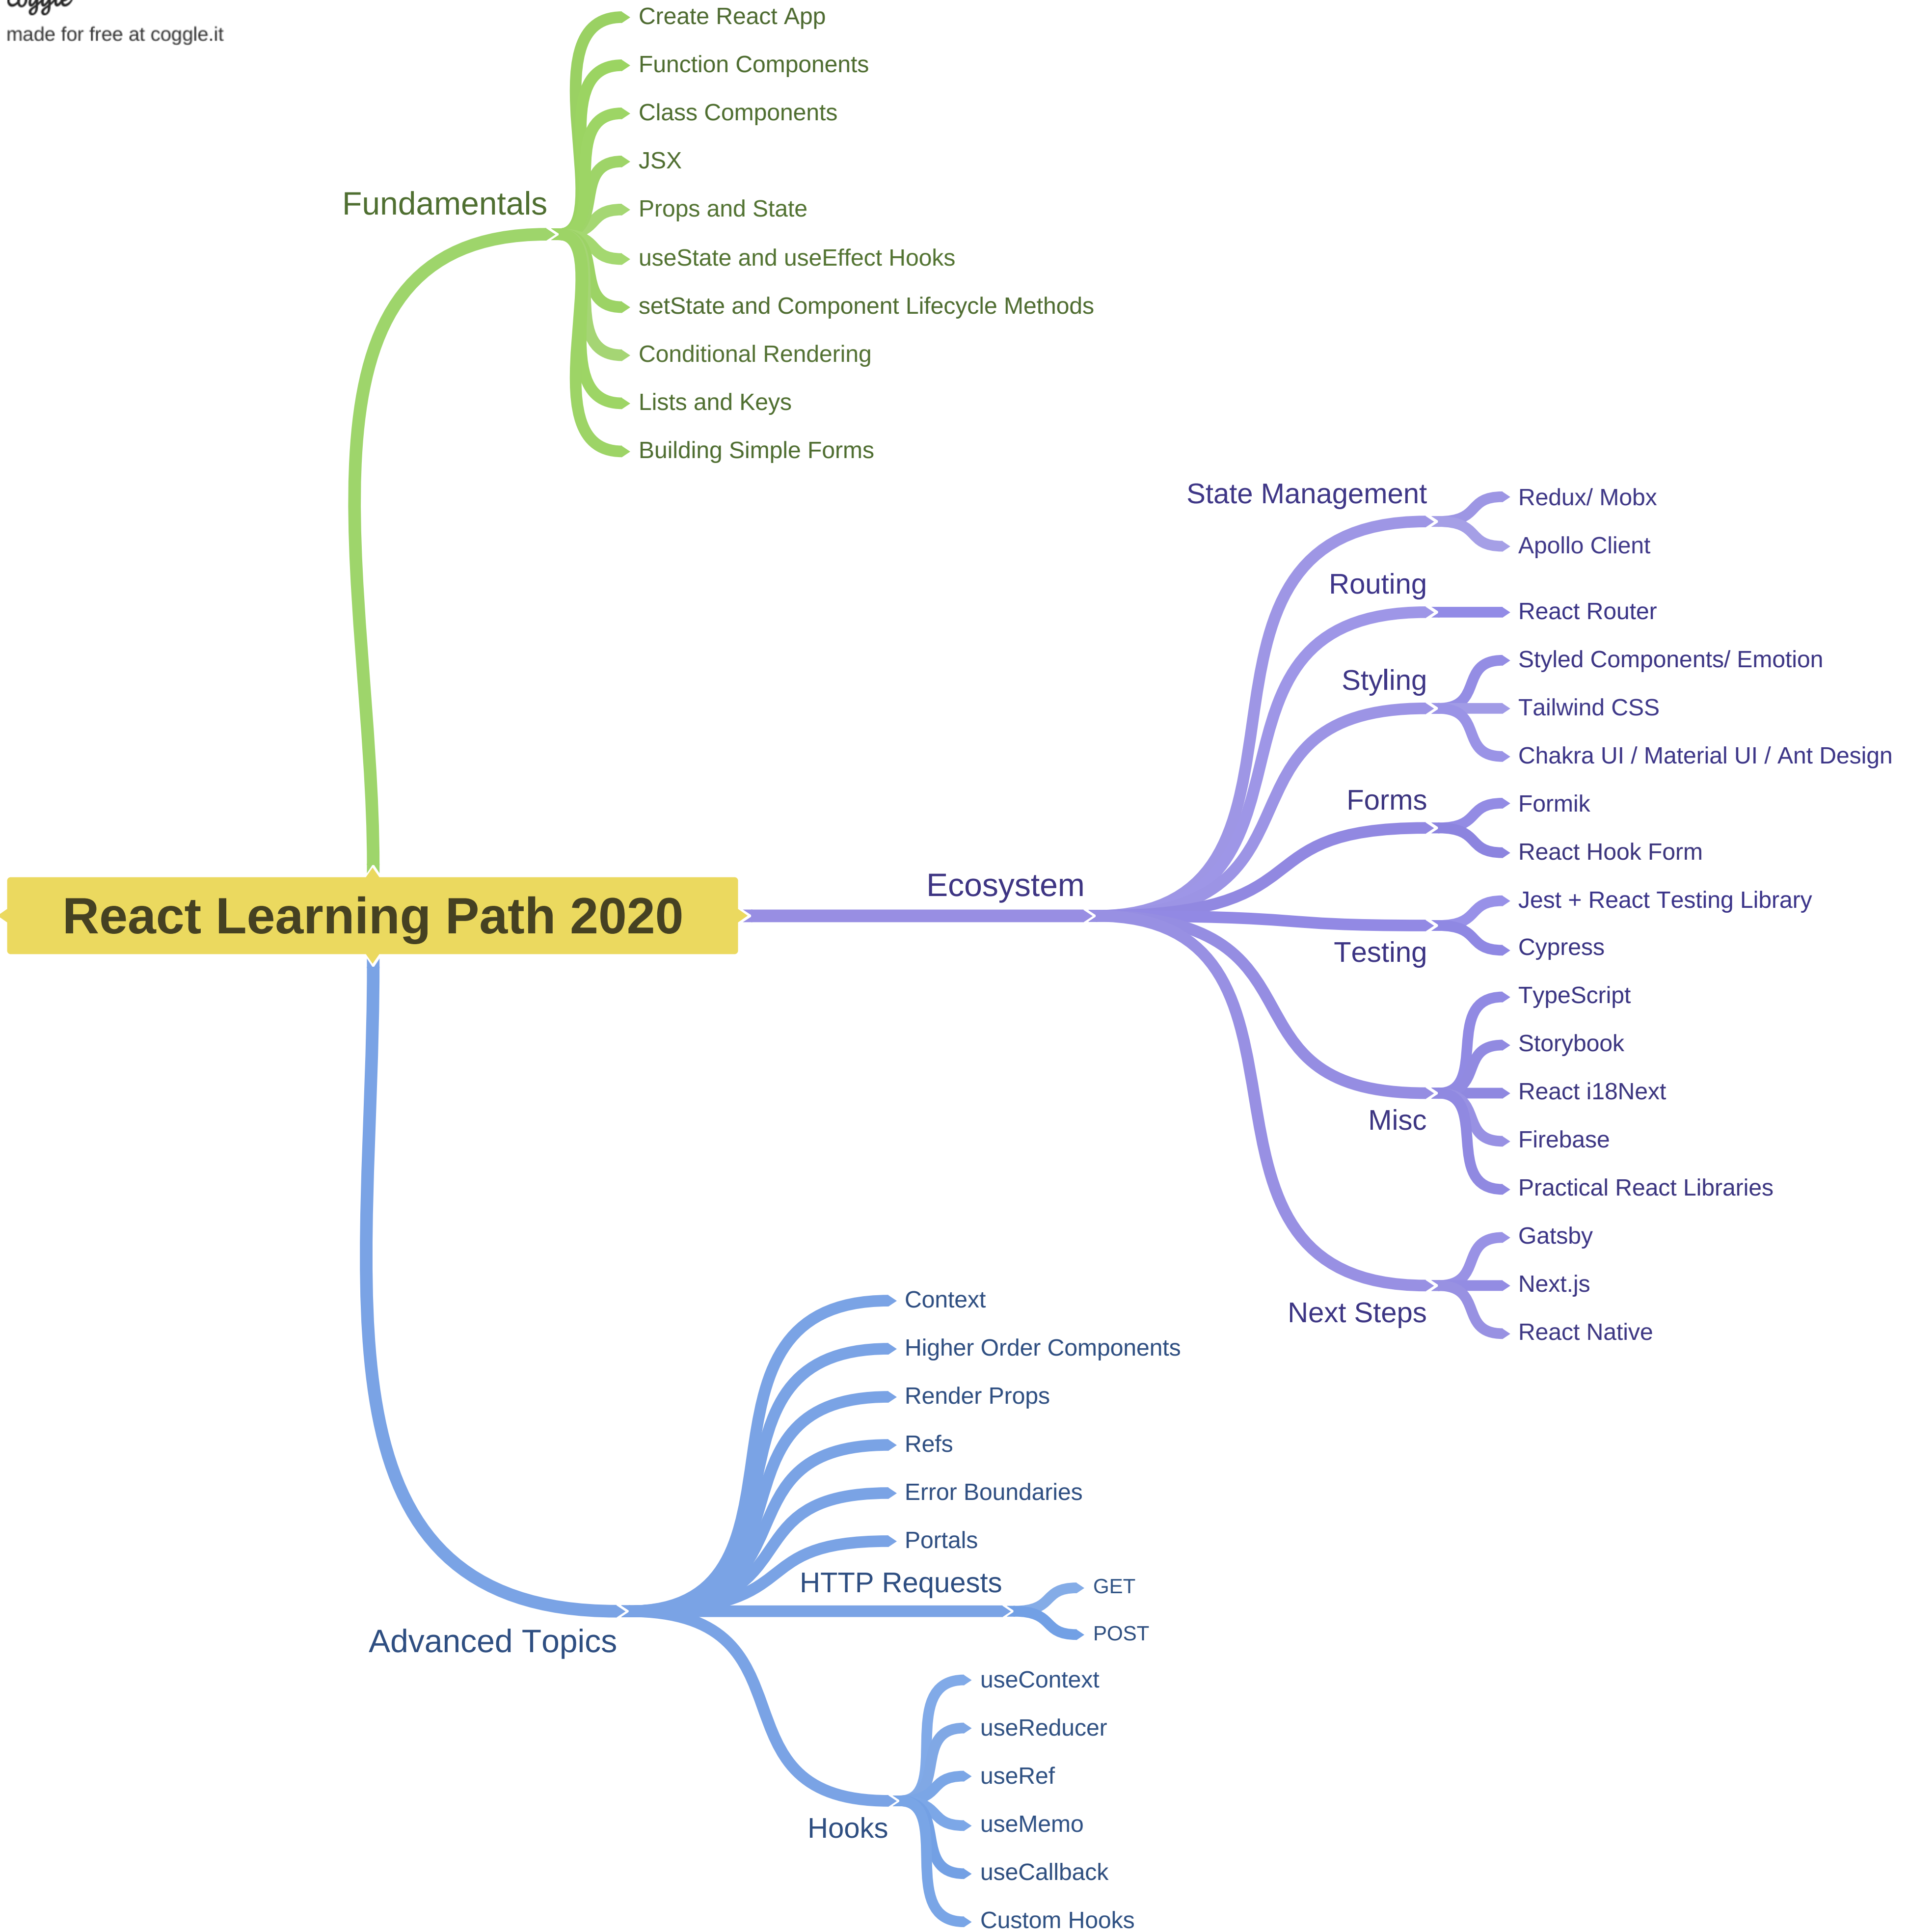 coggle
made for free at coggle.it
Create React App
Function Components
Class Components
JSX
Fundamentals
Props and State
useState and useEffect Hooks
setState and Component Lifecycle Methods
Conditional Rendering
Lists and Keys
Building Simple Forms
State Management
Redux/ Mobx
Apollo Client
Routing
React Router
Styling
Styled Components/ Emotion
Tailwind CSS
Chakra UI / Material UI / Ant Design
Forms
Formik
React Hook Form
React Learning Path 2020
Ecosystem
Testing
Jest + React Testing Library
Cypress
Misc
TypeScript
Storybook
React i18Next
Firebase
Practical React Libraries
Next Steps
Gatsby
Next.js
React Native
Advanced Topics
Context
Higher Order Components
Render Props
Refs
Error Boundaries
Portals
HTTP Requests
GET
POST
Hooks
useContext
useReducer
useRef
useMemo
useCallback
Custom Hooks